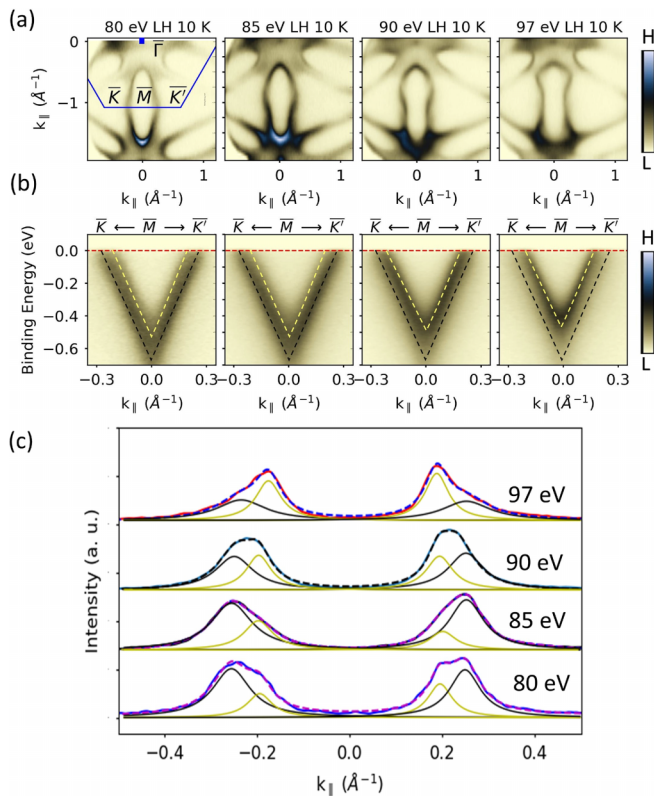 (a)
80 eV LH 10 K 85 eV LH 10 K 90 eV LH 10 K 97 eV LH 10 K
H
0
Γ̅
k∥ (Å⁻¹)
K̅ M̅ K̅′
-1
L
0 1 0 1 0 1 0 1
k∥ (Å⁻¹) k∥ (Å⁻¹) k∥ (Å⁻¹) k∥ (Å⁻¹)
(b)
K̅ ← M̅ → K̅′ K̅ ← M̅ → K̅′ K̅ ← M̅ → K̅′ K̅ ← M̅ → K̅′
H
Binding Energy (eV)
0.0
−0.2
−0.4
−0.6
L
−0.3 0.0 0.3 −0.3 0.0 0.3 −0.3 0.0 0.3 −0.3 0.0 0.3
k∥ (Å⁻¹) k∥ (Å⁻¹) k∥ (Å⁻¹) k∥ (Å⁻¹)
(c)
Intensity (a. u.)
97 eV
90 eV
85 eV
80 eV
−0.4 −0.2 0.0 0.2 0.4
k∥ (Å⁻¹)